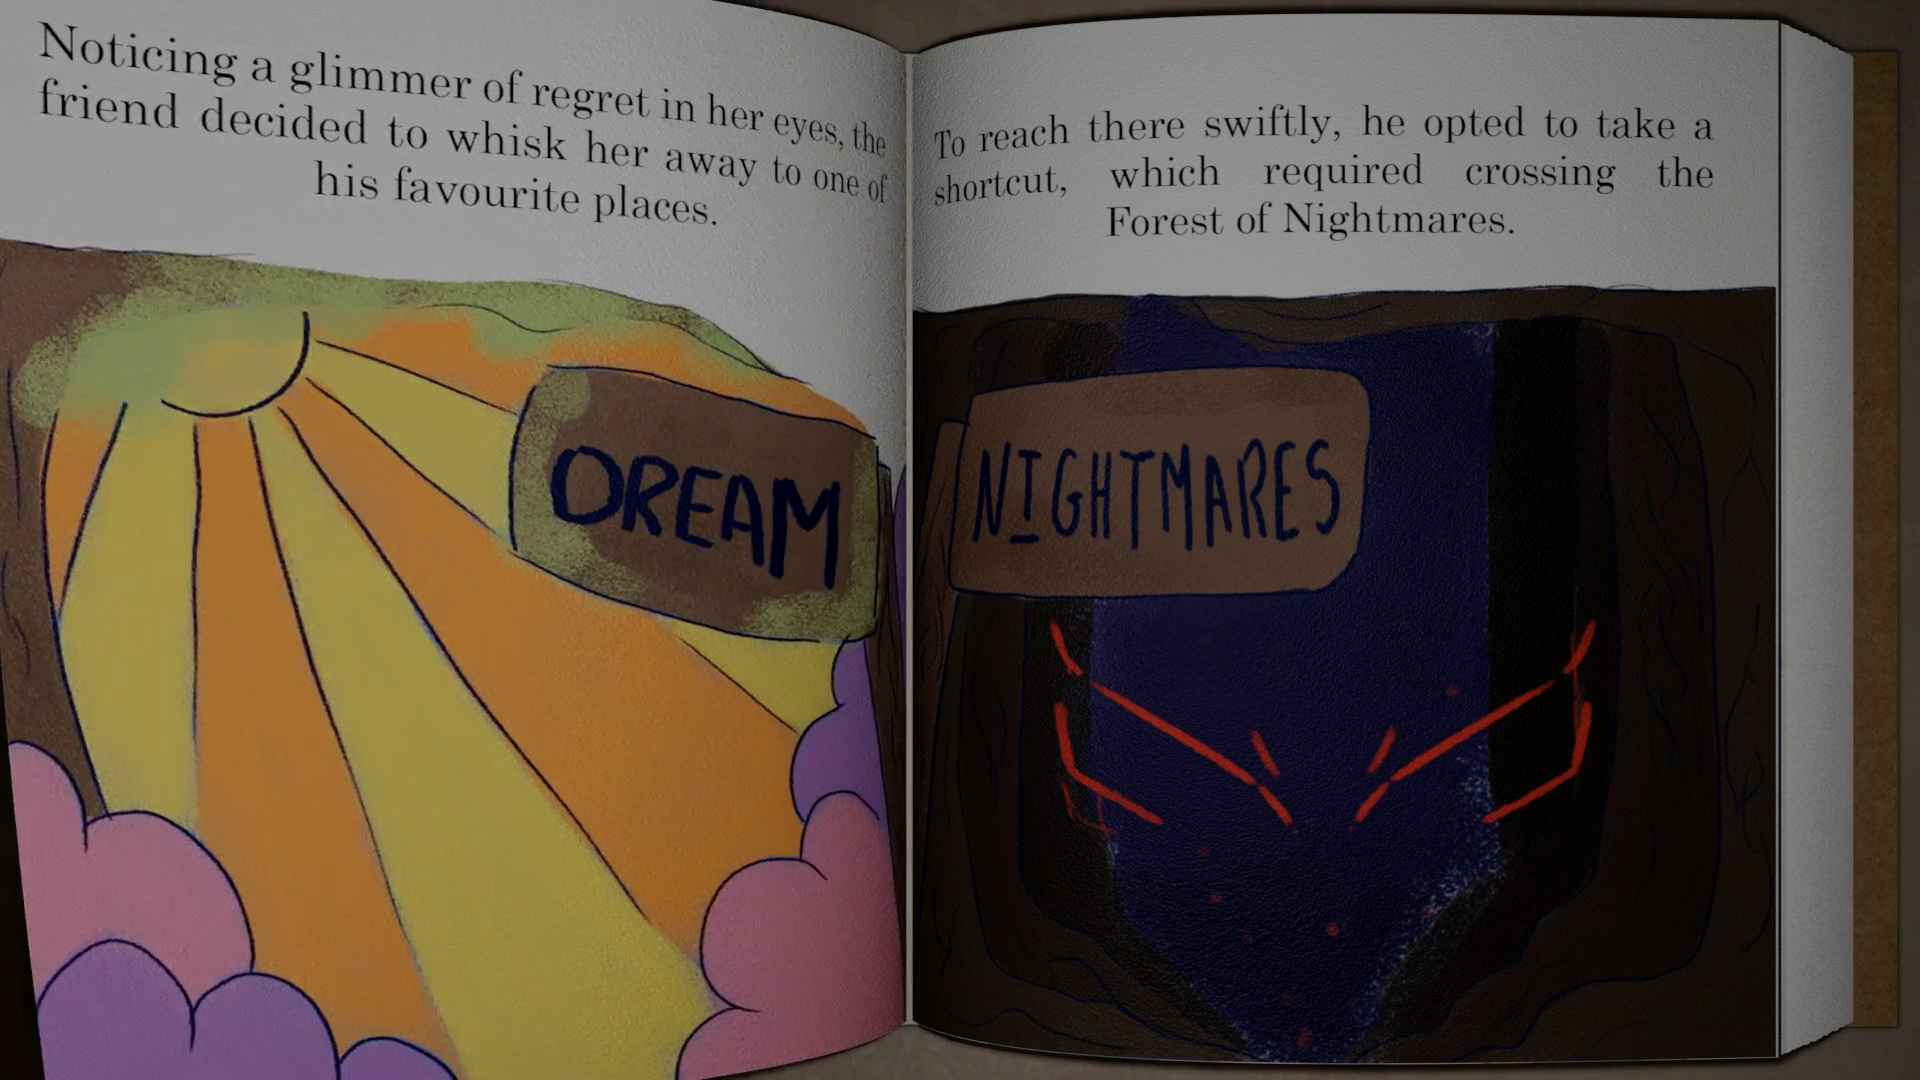 Noticing a glimmer of regret in her eyes, the
friend decided to whisk her away to one of
his favourite places.
DREAM
To reach there swiftly, he opted to take a
shortcut, which required crossing the
Forest of Nightmares.
NIGHTMARES